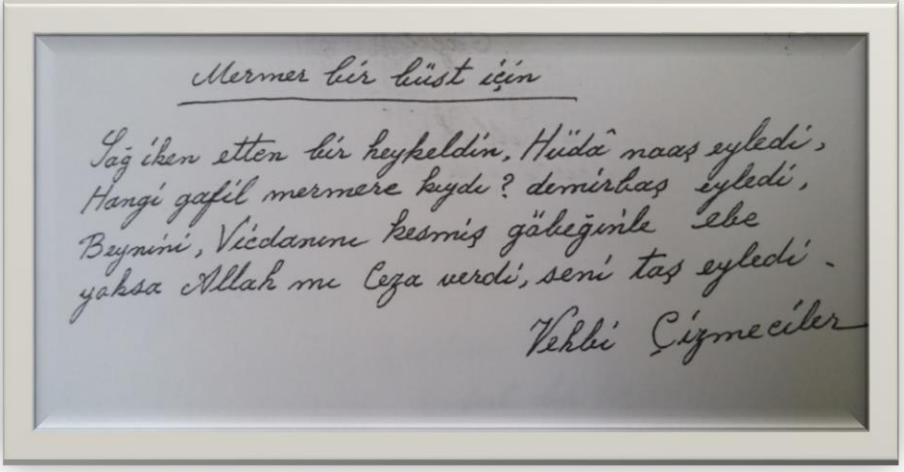 Mermer bir büst için
Sağ iken etten bir heykeldin, Hüdâ naaş eyledi,
Hangi gafil mermere kıydı? demirbaş eyledi,
Beynini, Vicdanını kesmiş göbeğinle ebe
yoksa Allah mı Ceza verdi, seni taş eyledi.
Vehbi Çizmeciler